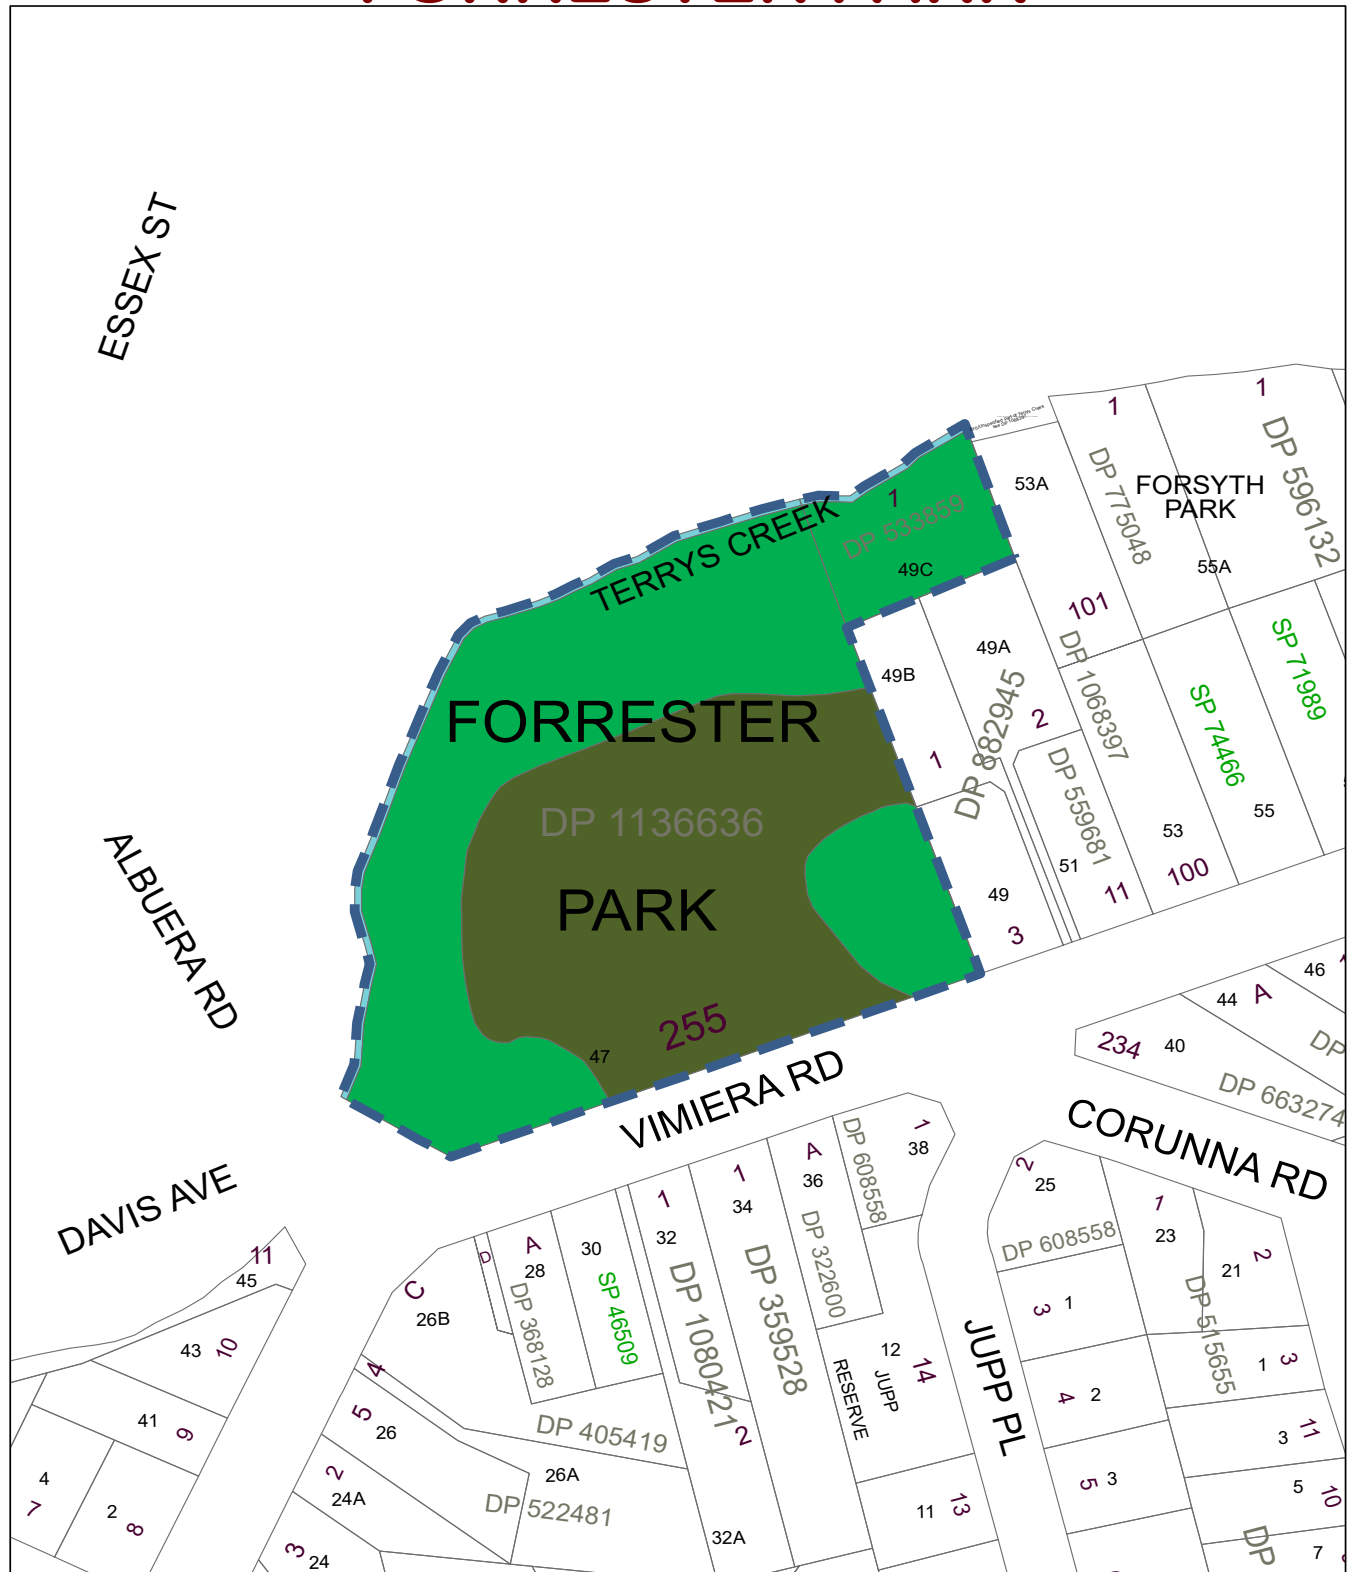 FORRESTER PARK
ESSEX ST
1
1
DP 596132
53A
DP 775048
FORSYTH
PARK
1
DP 533859
TERRYS CREEK
49C
55A
101
49A
49B
DP 1068397
SP 71989
FORRESTER
2
SP 74466
DP 882945
1
DP 559681
DP 1136636
ALBUERA RD
55
53
51
100
11
PARK
49
3
46
44
A
255
47
234
40
DP
VIMIERA RD
DP 663274
CORUNNA RD
DAVIS AVE
1
38
DP 608558
A
36
1
34
2
25
1
23
DP 608558
1
32
DP 322600
A
28
30
D
11
45
2
21
C
26B
DP 368128
SP 46509
DP 1080421
DP 359528
DP 515655
3
1
43
10
12
JUPP
RESERVE
14
JUPP PL
1
3
4
4
2
5
26
41
9
DP 405419
2
3
11
26A
2
24A
DP 522481
4
7
2
8
5
3
5
10
11
13
32A
3
24
DP
7